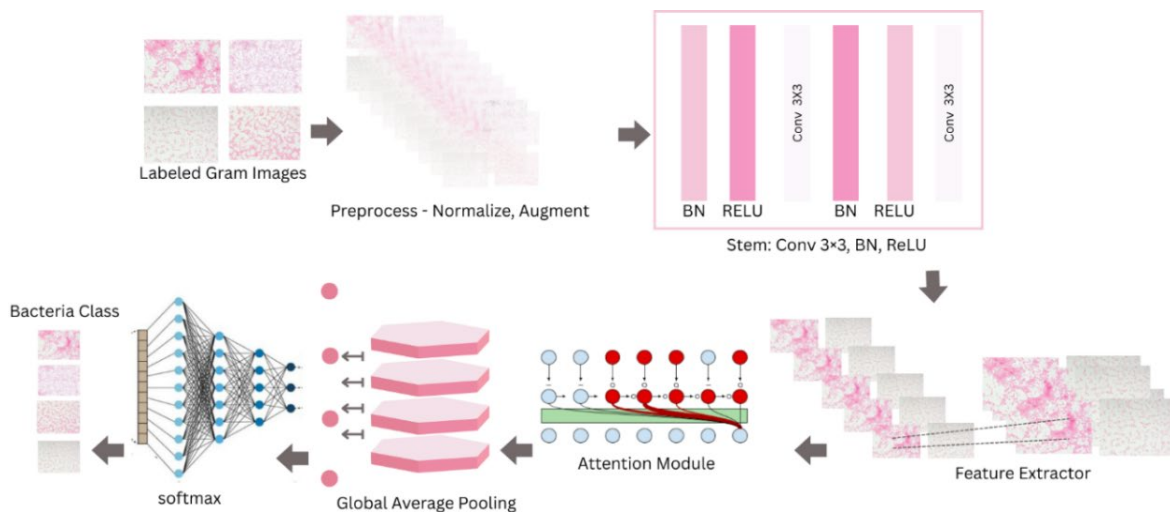 Labeled Gram Images
Preprocess - Normalize, Augment
Conv 3X3
Conv 3X3
BN RELU BN RELU
Stem: Conv 3×3, BN, ReLU
Bacteria Class
softmax
Global Average Pooling
Attention Module
Feature Extractor